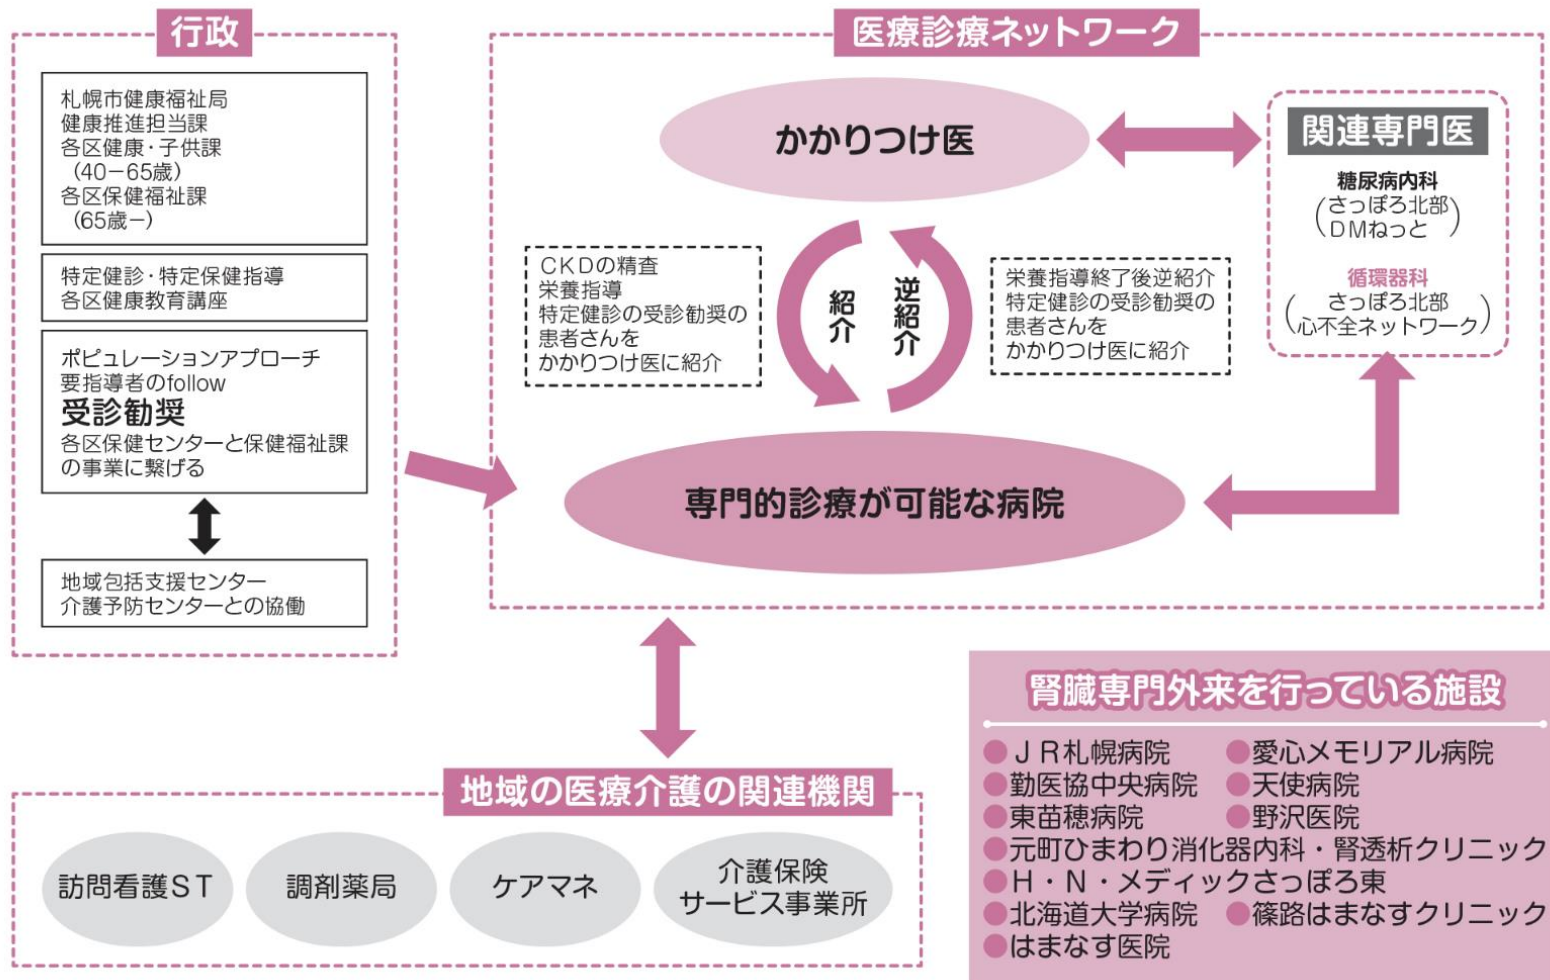 行政
札幌市健康福祉局
健康推進担当課
各区健康・子供課
（40－65歳）
各区保健福祉課
（65歳－）
特定健診・特定保健指導
各区健康教育講座
ポピュレーションアプローチ
要指導者のfollow
受診勧奨
各区保健センターと保健福祉課
の事業に繋げる
地域包括支援センター
介護予防センターとの協働
医療診療ネットワーク
かかりつけ医
関連専門医
糖尿病内科
（さっぽろ北部
DMねっと）
循環器科
（さっぽろ北部
心不全ネットワーク）
CKDの精査
栄養指導
特定健診の受診勧奨の
患者さんを
かかりつけ医に紹介
紹介
逆紹介
栄養指導終了後逆紹介
特定健診の受診勧奨の
患者さんを
かかりつけ医に紹介
専門的診療が可能な病院
地域の医療介護の関連機関
訪問看護ＳＴ
調剤薬局
ケアマネ
介護保険
サービス事業所
腎臓専門外来を行っている施設
●ＪＲ札幌病院 ●愛心メモリアル病院
●勤医協中央病院 ●天使病院
●東苗穂病院 ●野沢医院
●元町ひまわり消化器内科・腎透析クリニック
●Ｈ・Ｎ・メディックさっぽろ東
●北海道大学病院 ●篠路はまなすクリニック
●はまなす医院